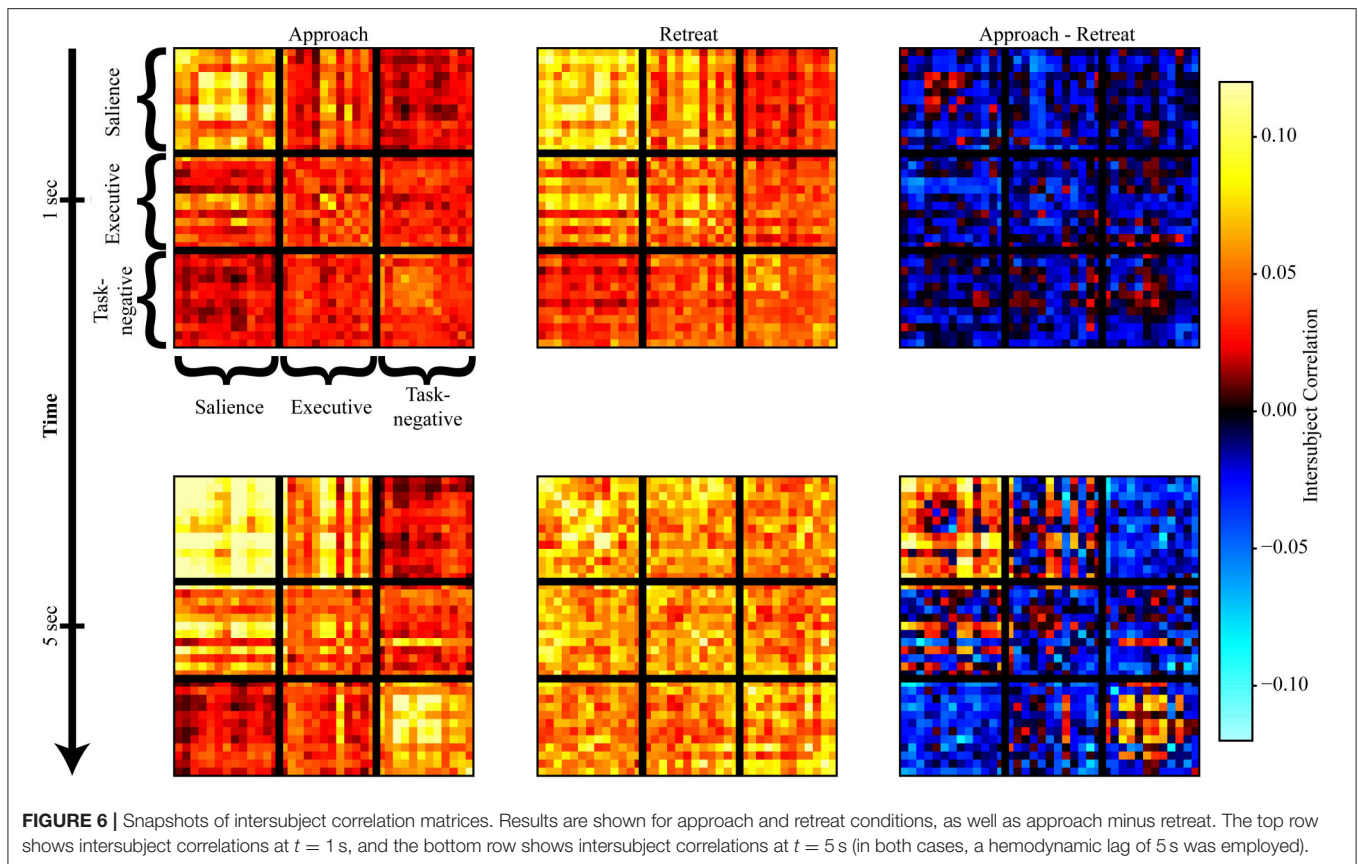 Approach
Retreat
Approach - Retreat
Salience
Executive
Task-
negative
1 sec
Time
5 sec
Salience
Executive
Task-
negative
0.10
0.05
0.00
−0.05
−0.10
Intersubject Correlation
FIGURE 6 | Snapshots of intersubject correlation matrices. Results are shown for approach and retreat conditions, as well as approach minus retreat. The top row
shows intersubject correlations at t = 1 s, and the bottom row shows intersubject correlations at t = 5 s (in both cases, a hemodynamic lag of 5 s was employed).